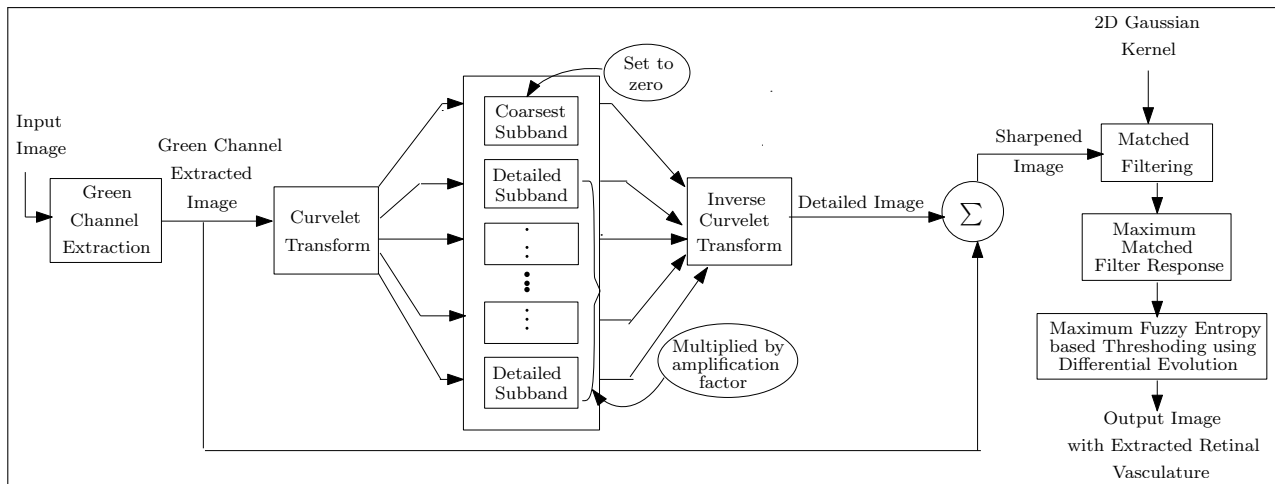 Input
Image
Green
Channel
Extraction
Green Channel
Extracted
Image
Curvelet
Transform
Set to
zero
Coarsest
Subband
Detailed
Subband
Detailed
Subband
Multiplied by
amplification
factor
Inverse
Curvelet
Transform
Detailed Image
∑
Sharpened
Image
2D Gaussian
Kernel
Matched
Filtering
Maximum
Matched
Filter Response
Maximum Fuzzy Entropy
based Threshoding using
Differential Evolution
Output Image
with Extracted Retinal
Vasculature